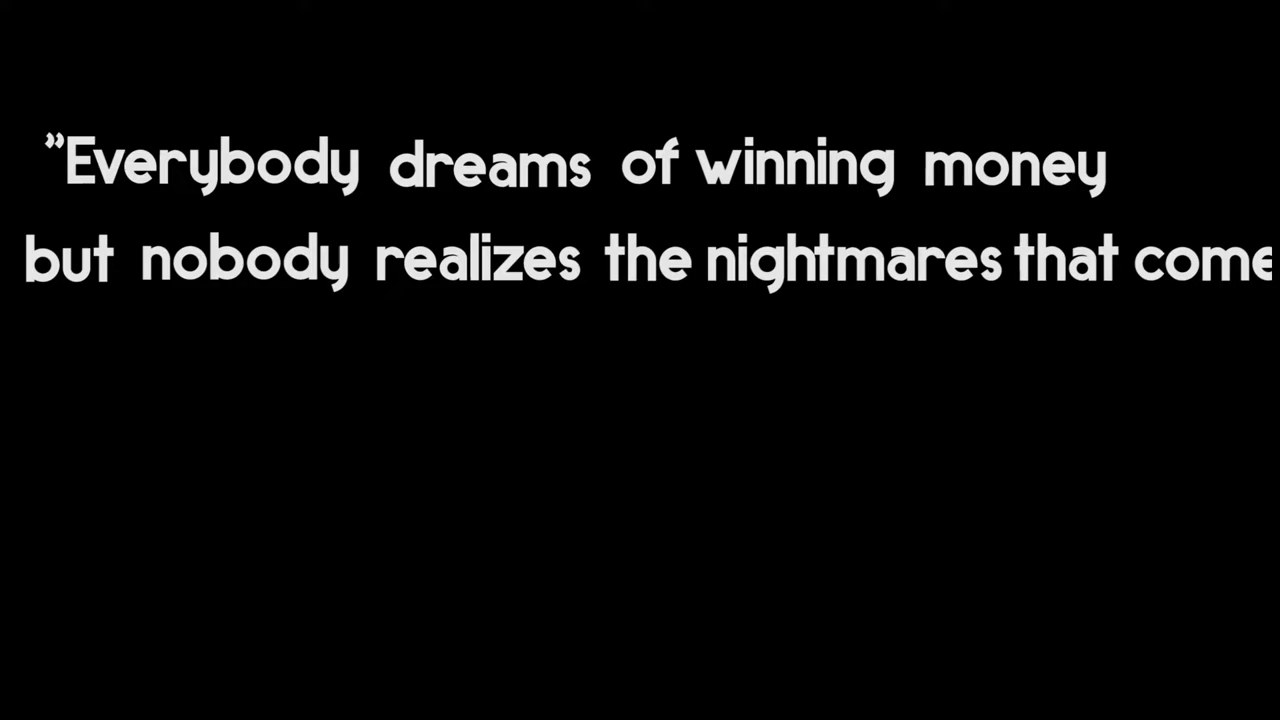 ”Everybody dreams of winning money
but nobody realizes the nightmares that come